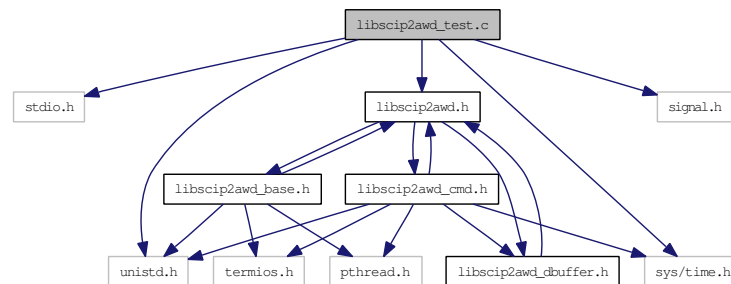 libscip2awd_test.c
stdio.h
libscip2awd.h
signal.h
libscip2awd_base.h
libscip2awd_cmd.h
unistd.h
termios.h
pthread.h
libscip2awd_dbuffer.h
sys/time.h